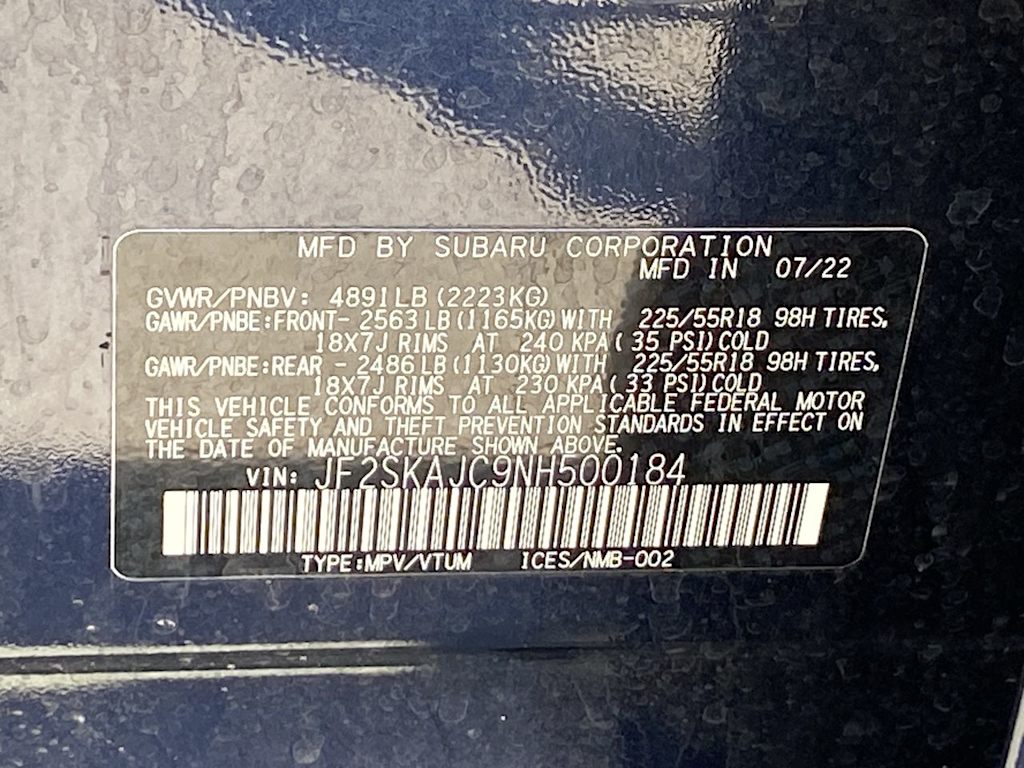 MFD BY SUBARU CORPORATION
MFD IN 07/22
GVWR/PNBV: 4891LB(2223KG)
GAWR/PNBE:FRONT- 2563LB(1165KG)WITH 225/55R18 98H TIRES,
18X7J RIMS AT 240 KPA( 35 PSI)COLD
GAWR/PNBE:REAR - 2486LB(1130KG)WITH 225/55R18 98H TIRES,
18X7J RIMS AT 230 KPA( 33 PSI)COLD
THIS VEHICLE CONFORMS TO ALL APPLICABLE FEDERAL MOTOR
VEHICLE SAFETY AND THEFT PREVENTION STANDARDS IN EFFECT ON
THE DATE OF MANUFACTURE SHOWN ABOVE.
VIN: JF2SKAJC9NH500184
TYPE:MPV/VTUM ICES/NMB-002